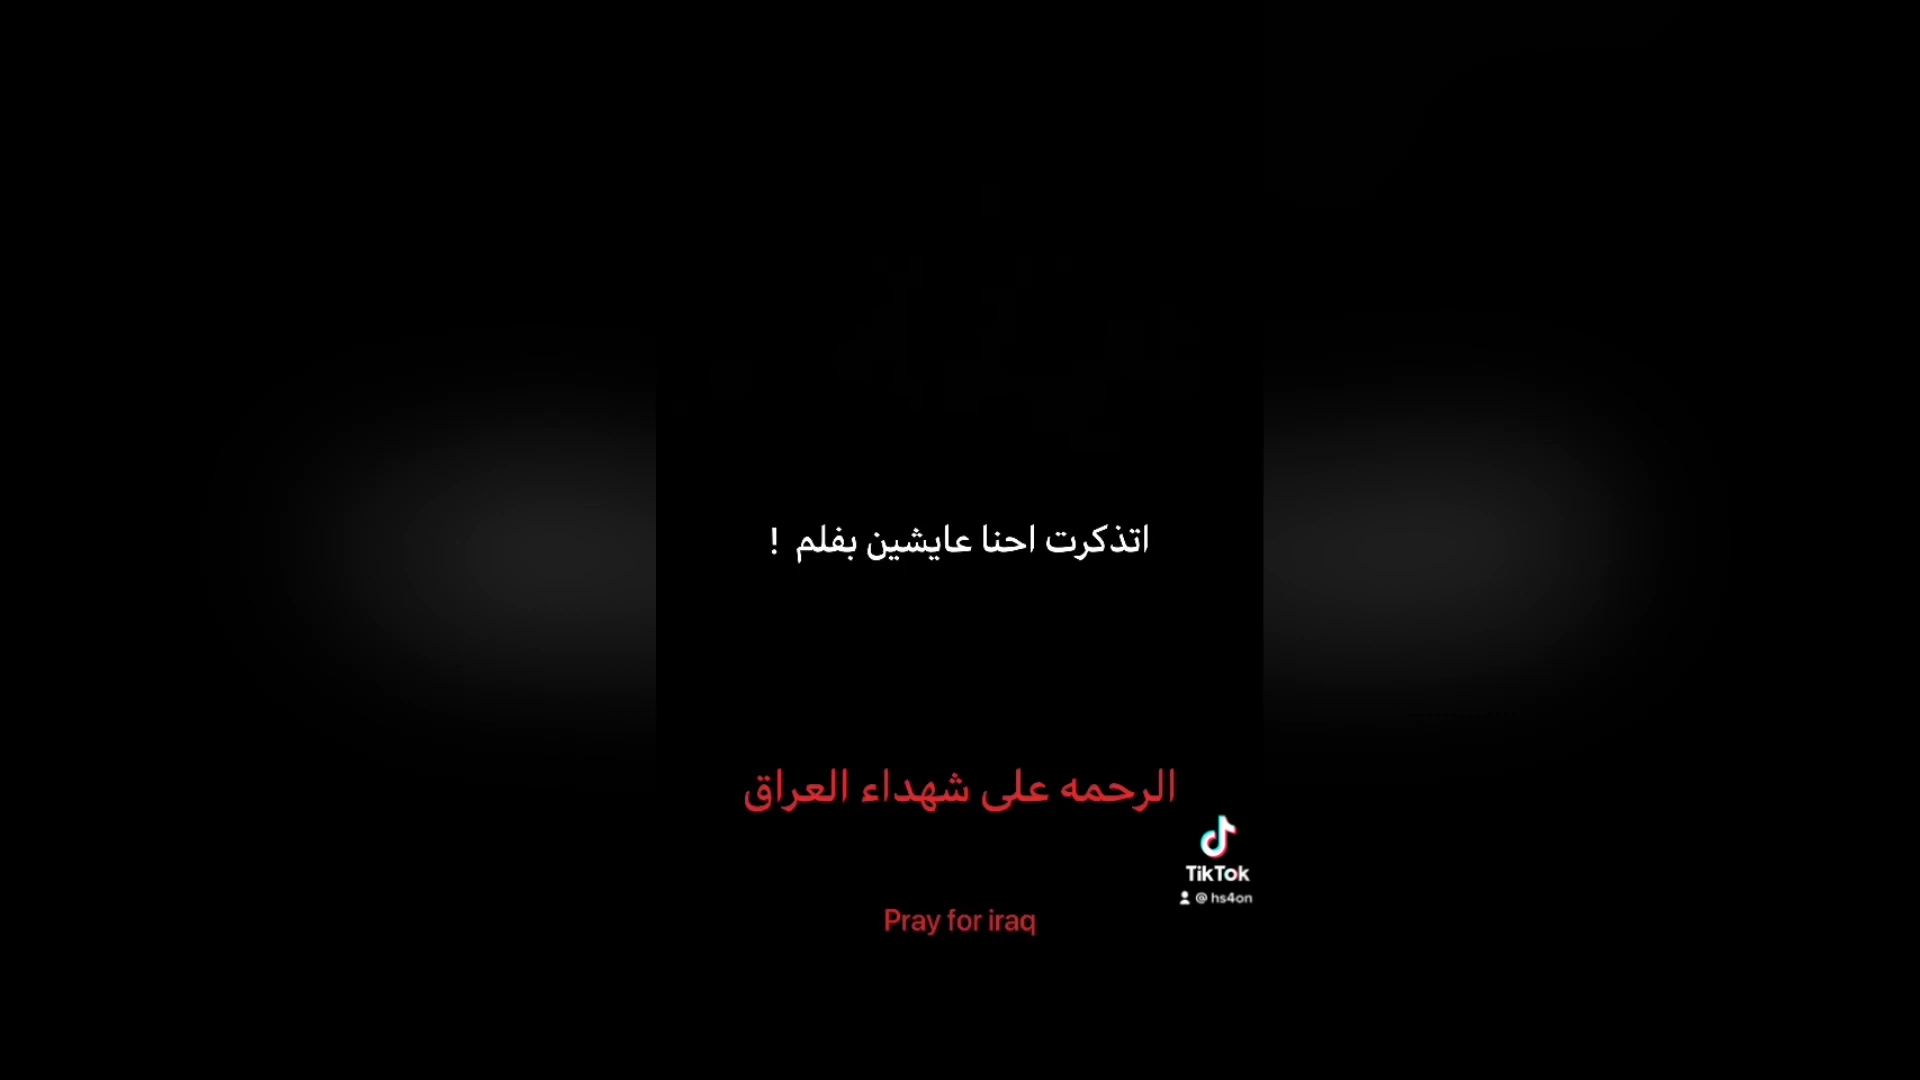 اتذكرت احنا عايشين بفلم !
الرحمه على شهداء العراق
TikTok
@ hs4on
Pray for iraq